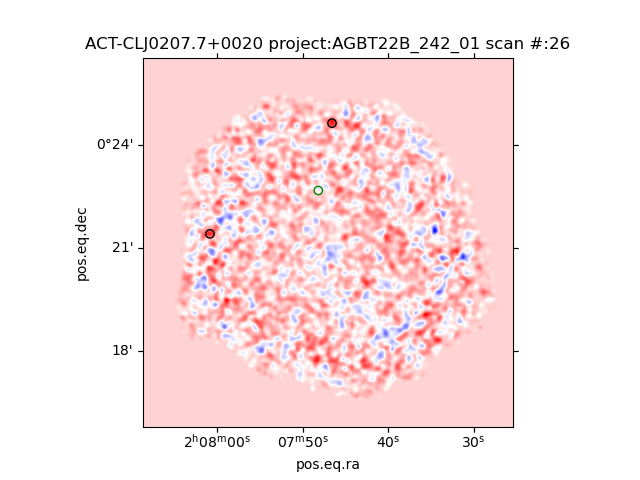 ACT-CLJ0207.7+0020 project:AGBT22B_242_01 scan #:26
pos.eq.dec
0°24'
21'
18'
2ʰ08ᵐ00ˢ 07ᵐ50ˢ 40ˢ 30ˢ
pos.eq.ra